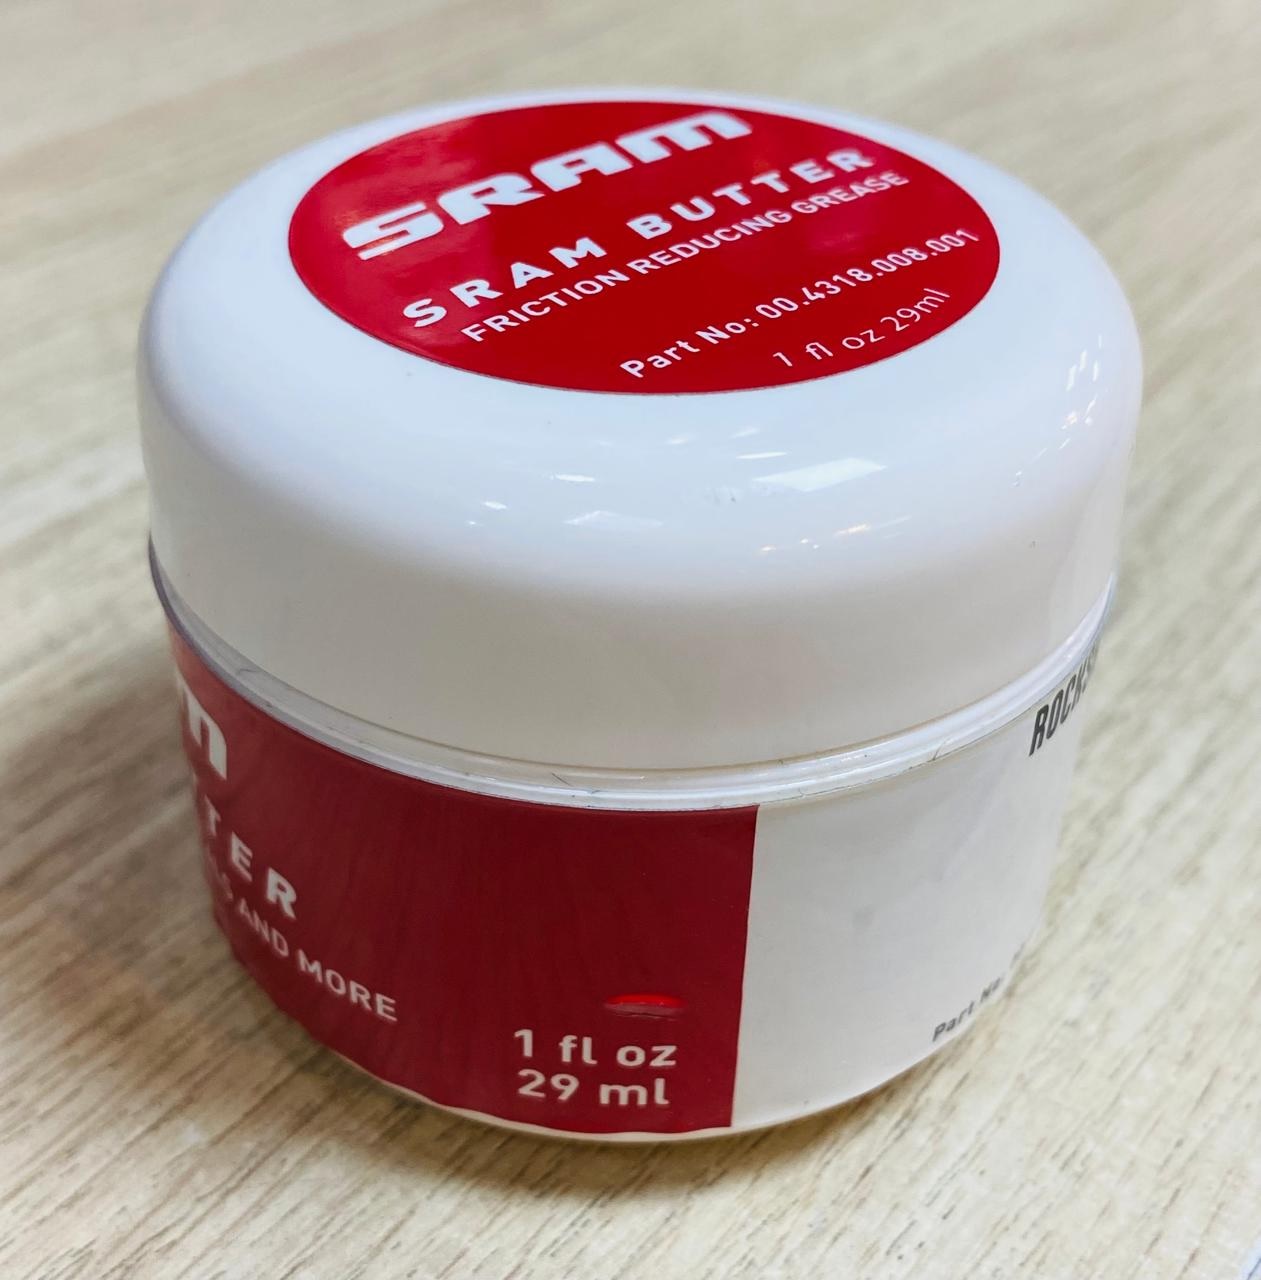 SRAM
SRAM BUTTER
FRICTION REDUCING GREASE
Part No: 00.4318.008.001
1 fl oz 29ml
AND MORE
1 fl oz
29 ml
Part